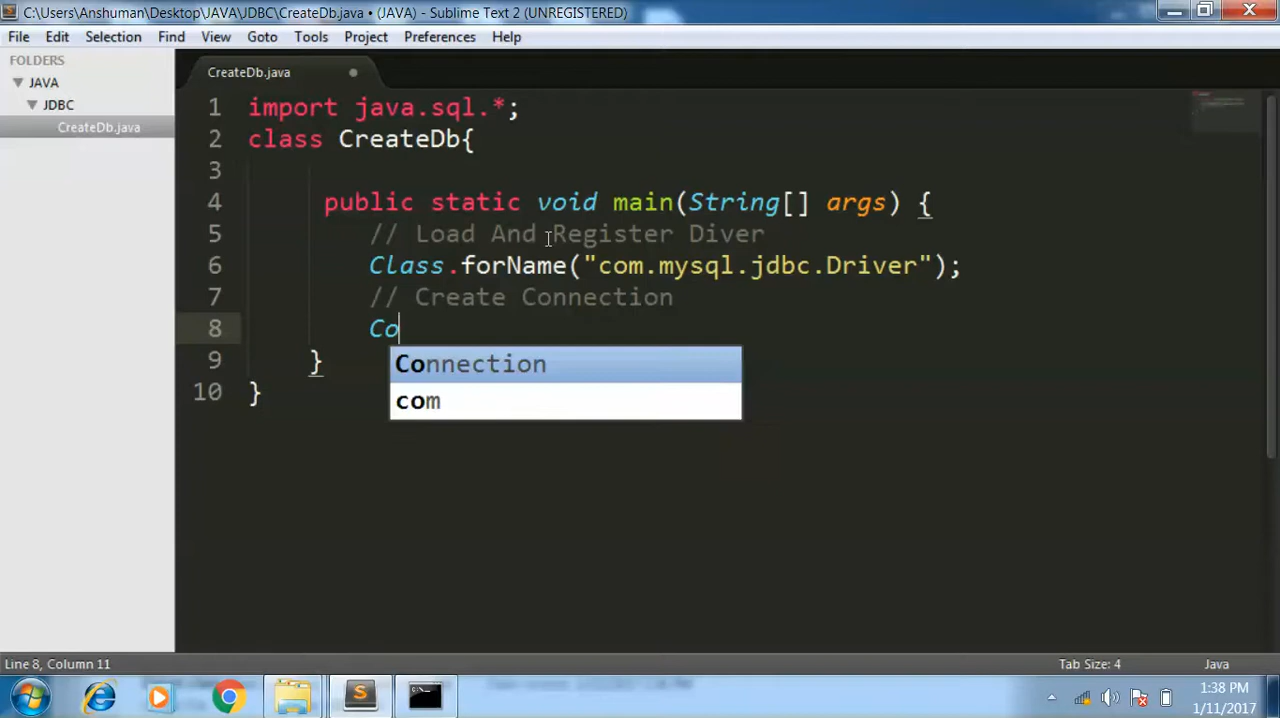 C:\Users\Anshuman\Desktop\JAVA\JDBC\CreateDb.java • (JAVA) - Sublime Text 2 (UNREGISTERED)
File Edit Selection Find View Goto Tools Project Preferences Help
FOLDERS
JAVA
JDBC
CreateDb.java
CreateDb.java
1 import java.sql.*;
2 class CreateDb{
3
4 public static void main(String[] args) {
5 // Load And Register Diver
6 Class.forName("com.mysql.jdbc.Driver");
7 // Create Connection
8 Co
Connection
com
9 }
10 }
Line 8, Column 11 Tab Size: 4 Java
1:38 PM
1/11/2017